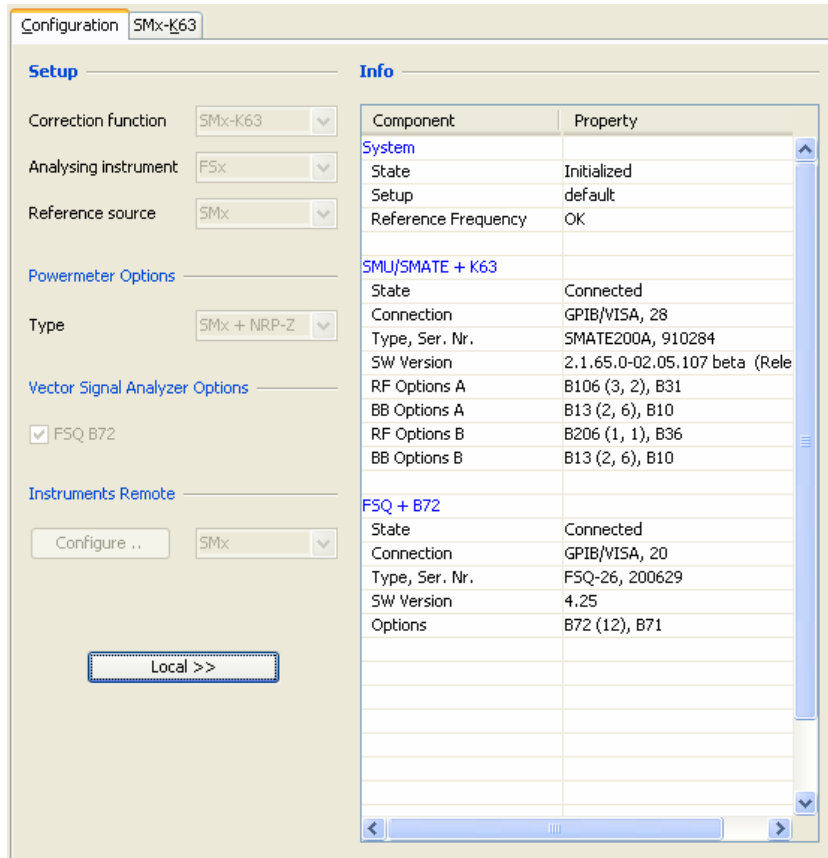 Configuration SMx-K63
Setup
Correction function SMx-K63
Analysing instrument FSx
Reference source SMx
Powermeter Options
Type SMx + NRP-Z
Vector Signal Analyzer Options
FSQ B72
Instruments Remote
Configure .. SMx
Local >>
Info
Component Property
System
State Initialized
Setup default
Reference Frequency OK
SMU/SMATE + K63
State Connected
Connection GPIB/VISA, 28
Type, Ser. Nr. SMATE200A, 910284
SW Version 2.1.65.0-02.05.107 beta (Rele
RF Options A B106 (3, 2), B31
BB Options A B13 (2, 6), B10
RF Options B B206 (1, 1), B36
BB Options B B13 (2, 6), B10
FSQ + B72
State Connected
Connection GPIB/VISA, 20
Type, Ser. Nr. FSQ-26, 200629
SW Version 4.25
Options B72 (12), B71